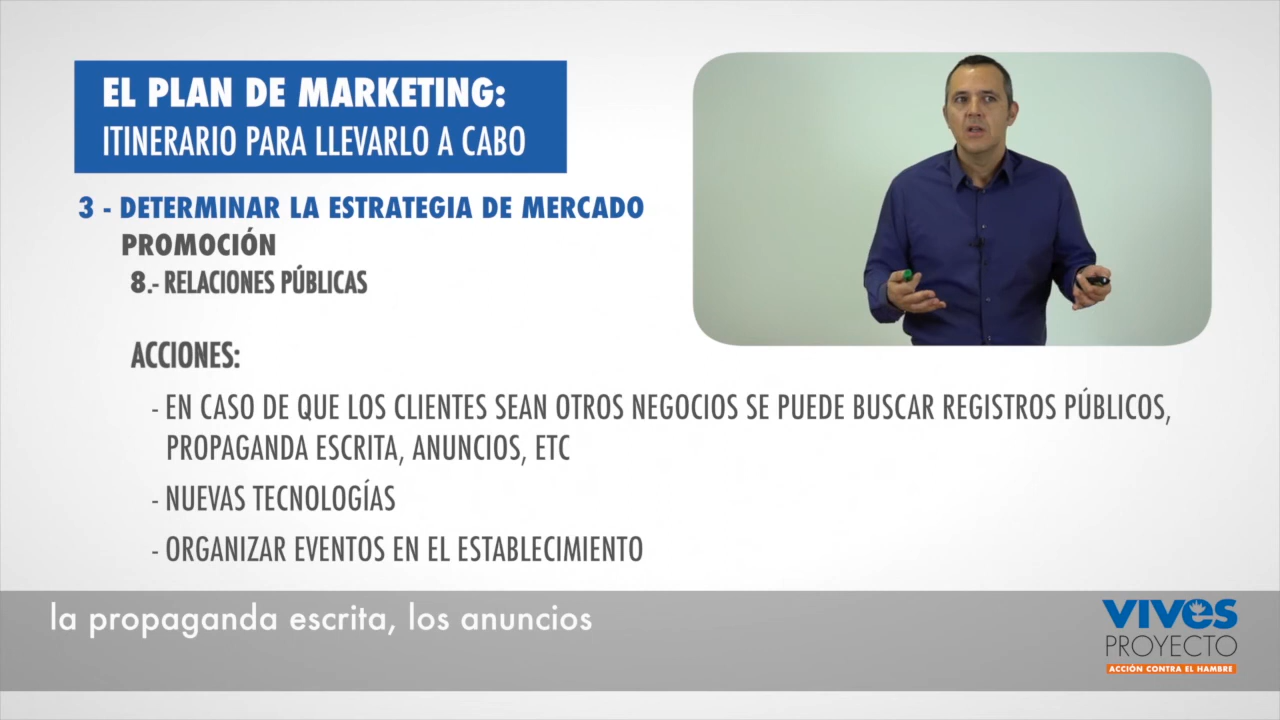 EL PLAN DE MARKETING:
ITINERARIO PARA LLEVARLO A CABO
3 - DETERMINAR LA ESTRATEGIA DE MERCADO
PROMOCIÓN
8.- RELACIONES PÚBLICAS
ACCIONES:
- EN CASO DE QUE LOS CLIENTES SEAN OTROS NEGOCIOS SE PUEDE BUSCAR REGISTROS PÚBLICOS,
PROPAGANDA ESCRITA, ANUNCIOS, ETC
- NUEVAS TECNOLOGÍAS
- ORGANIZAR EVENTOS EN EL ESTABLECIMIENTO
la propaganda escrita, los anuncios
VIVES
PROYECTO
ACCIÓN CONTRA EL HAMBRE